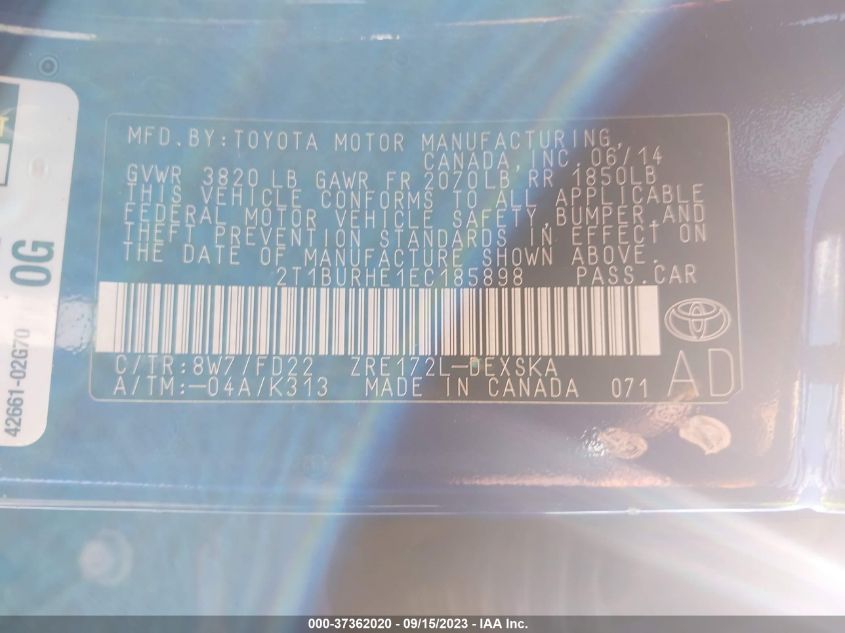 MFD.BY:TOYOTA MOTOR MANUFACTURING,
CANADA, INC. 06/14
GVWR 3820 LB GAWR FR 2070LB RR 1850LB
THIS VEHICLE CONFORMS TO ALL APPLICABLE
FEDERAL MOTOR VEHICLE SAFETY, BUMPER, AND
THEFT PREVENTION STANDARDS IN EFFECT ON
THE DATE OF MANUFACTURE SHOWN ABOVE.
2T1BURHE1EC185898 PASS.CAR
C/TR:8W7/FD22 ZRE172L-DEXSKA
A/TM:-04A/K313 MADE IN CANADA 071
AD
0G
42661-02G70
000-37362020 - 09/15/2023 - IAA Inc.